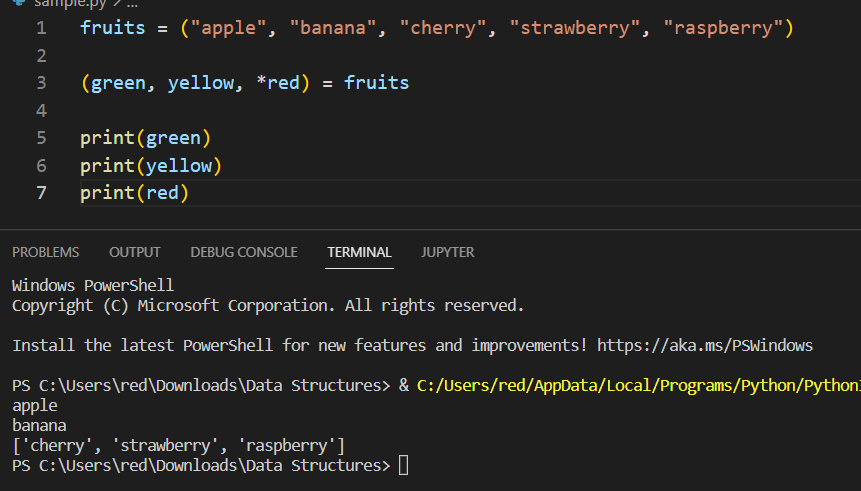 sample.py > ...
1 fruits = ("apple", "banana", "cherry", "strawberry", "raspberry")
2
3 (green, yellow, *red) = fruits
4
5 print(green)
6 print(yellow)
7 print(red)
PROBLEMS OUTPUT DEBUG CONSOLE TERMINAL JUPYTER
Windows PowerShell
Copyright (C) Microsoft Corporation. All rights reserved.
Install the latest PowerShell for new features and improvements! https://aka.ms/PSWindows
PS C:\Users\red\Downloads\Data Structures> & C:/Users/red/AppData/Local/Programs/Python/Python
apple
banana
['cherry', 'strawberry', 'raspberry']
PS C:\Users\red\Downloads\Data Structures>